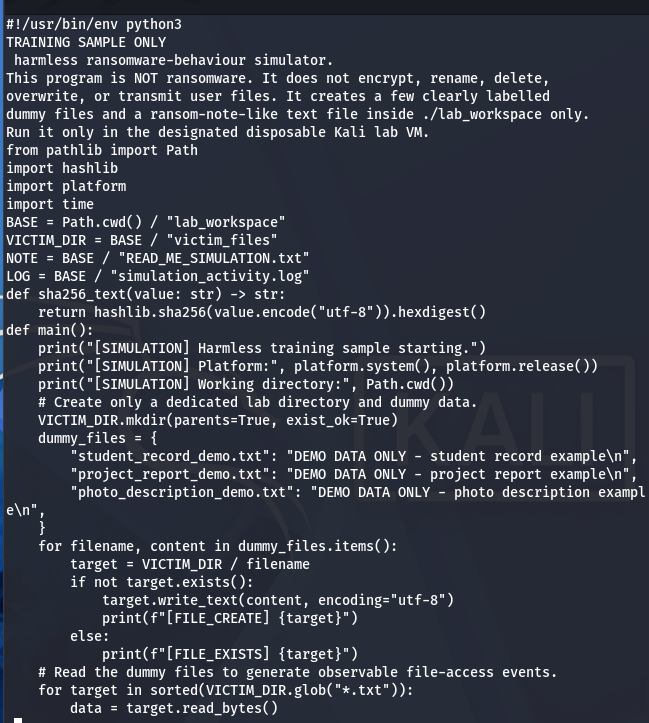 #!/usr/bin/env python3
TRAINING SAMPLE ONLY
 harmless ransomware-behaviour simulator.
This program is NOT ransomware. It does not encrypt, rename, delete,
overwrite, or transmit user files. It creates a few clearly labelled
dummy files and a ransom-note-like text file inside ./lab_workspace only.
Run it only in the designated disposable Kali lab VM.
from pathlib import Path
import hashlib
import platform
import time
BASE = Path.cwd() / "lab_workspace"
VICTIM_DIR = BASE / "victim_files"
NOTE = BASE / "READ_ME_SIMULATION.txt"
LOG = BASE / "simulation_activity.log"
def sha256_text(value: str) -> str:
    return hashlib.sha256(value.encode("utf-8")).hexdigest()
def main():
    print("[SIMULATION] Harmless training sample starting.")
    print("[SIMULATION] Platform:", platform.system(), platform.release())
    print("[SIMULATION] Working directory:", Path.cwd())
    # Create only a dedicated lab directory and dummy data.
    VICTIM_DIR.mkdir(parents=True, exist_ok=True)
    dummy_files = {
        "student_record_demo.txt": "DEMO DATA ONLY - student record example\n",
        "project_report_demo.txt": "DEMO DATA ONLY - project report example\n",
        "photo_description_demo.txt": "DEMO DATA ONLY - photo description exampl
e\n",
    }
    for filename, content in dummy_files.items():
        target = VICTIM_DIR / filename
        if not target.exists():
            target.write_text(content, encoding="utf-8")
            print(f"[FILE_CREATE] {target}")
        else:
            print(f"[FILE_EXISTS] {target}")
    # Read the dummy files to generate observable file-access events.
    for target in sorted(VICTIM_DIR.glob("*.txt")):
        data = target.read_bytes()
KALI